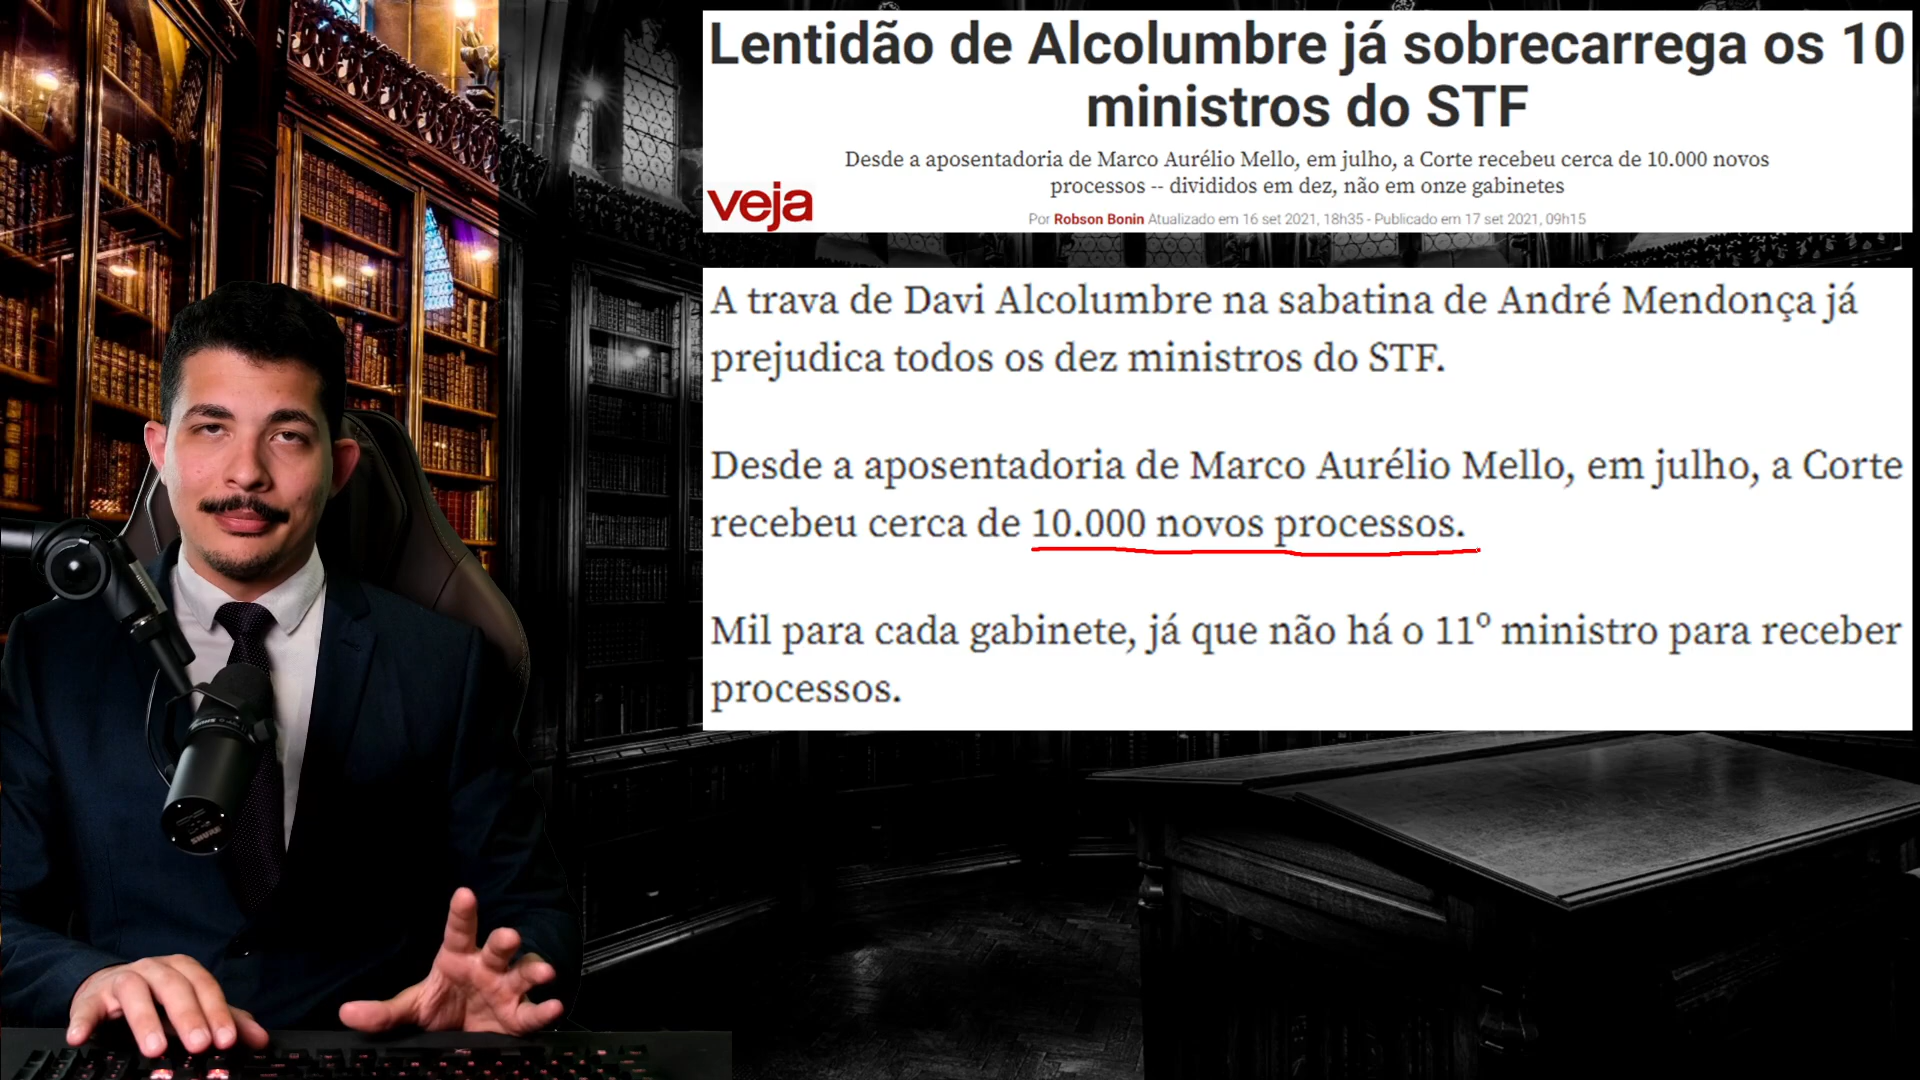 Lentidão de Alcolumbre já sobrecarrega os 10
ministros do STF
Desde a aposentadoria de Marco Aurélio Mello, em julho, a Corte recebeu cerca de 10.000 novos
processos -- divididos em dez, não em onze gabinetes
veja
Por Robson Bonin Atualizado em 16 set 2021, 18h35 - Publicado em 17 set 2021, 09h15
A trava de Davi Alcolumbre na sabatina de André Mendonça já
prejudica todos os dez ministros do STF.
Desde a aposentadoria de Marco Aurélio Mello, em julho, a Corte
recebeu cerca de 10.000 novos processos.
Mil para cada gabinete, já que não há o 11º ministro para receber
processos.
SHURE